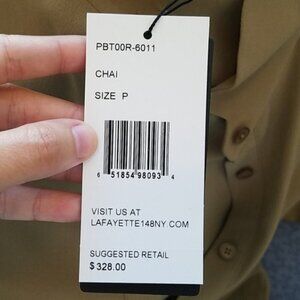 PBT00R-6011
CHAI
SIZE P
6 51854 98093 4
VISIT US AT
LAFAYETTE148NY.COM
SUGGESTED RETAIL
$328.00